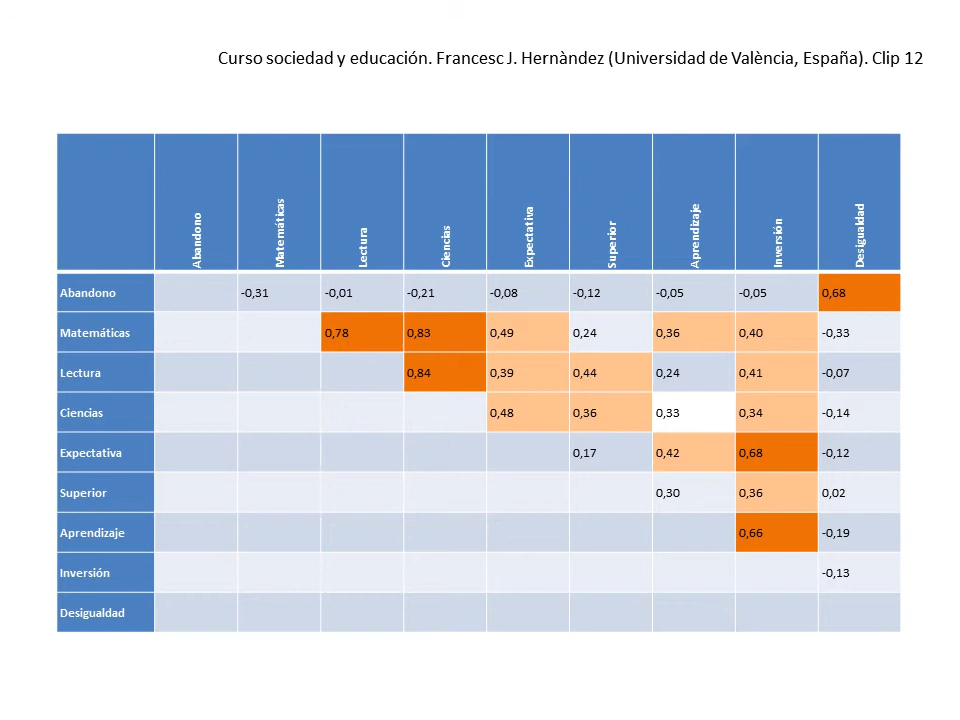 Curso sociedad y educación. Francesc J. Hernàndez (Universidad de València, España). Clip 12
Abandono Matemáticas Lectura Ciencias Expectativa Superior Aprendizaje Inversión Desigualdad
Abandono -0,31 -0,01 -0,21 -0,08 -0,12 -0,05 -0,05 0,68
Matemáticas 0,78 0,83 0,49 0,24 0,36 0,40 -0,33
Lectura 0,84 0,39 0,44 0,24 0,41 -0,07
Ciencias 0,48 0,36 0,33 0,34 -0,14
Expectativa 0,17 0,42 0,68 -0,12
Superior 0,30 0,36 0,02
Aprendizaje 0,66 -0,19
Inversión -0,13
Desigualdad